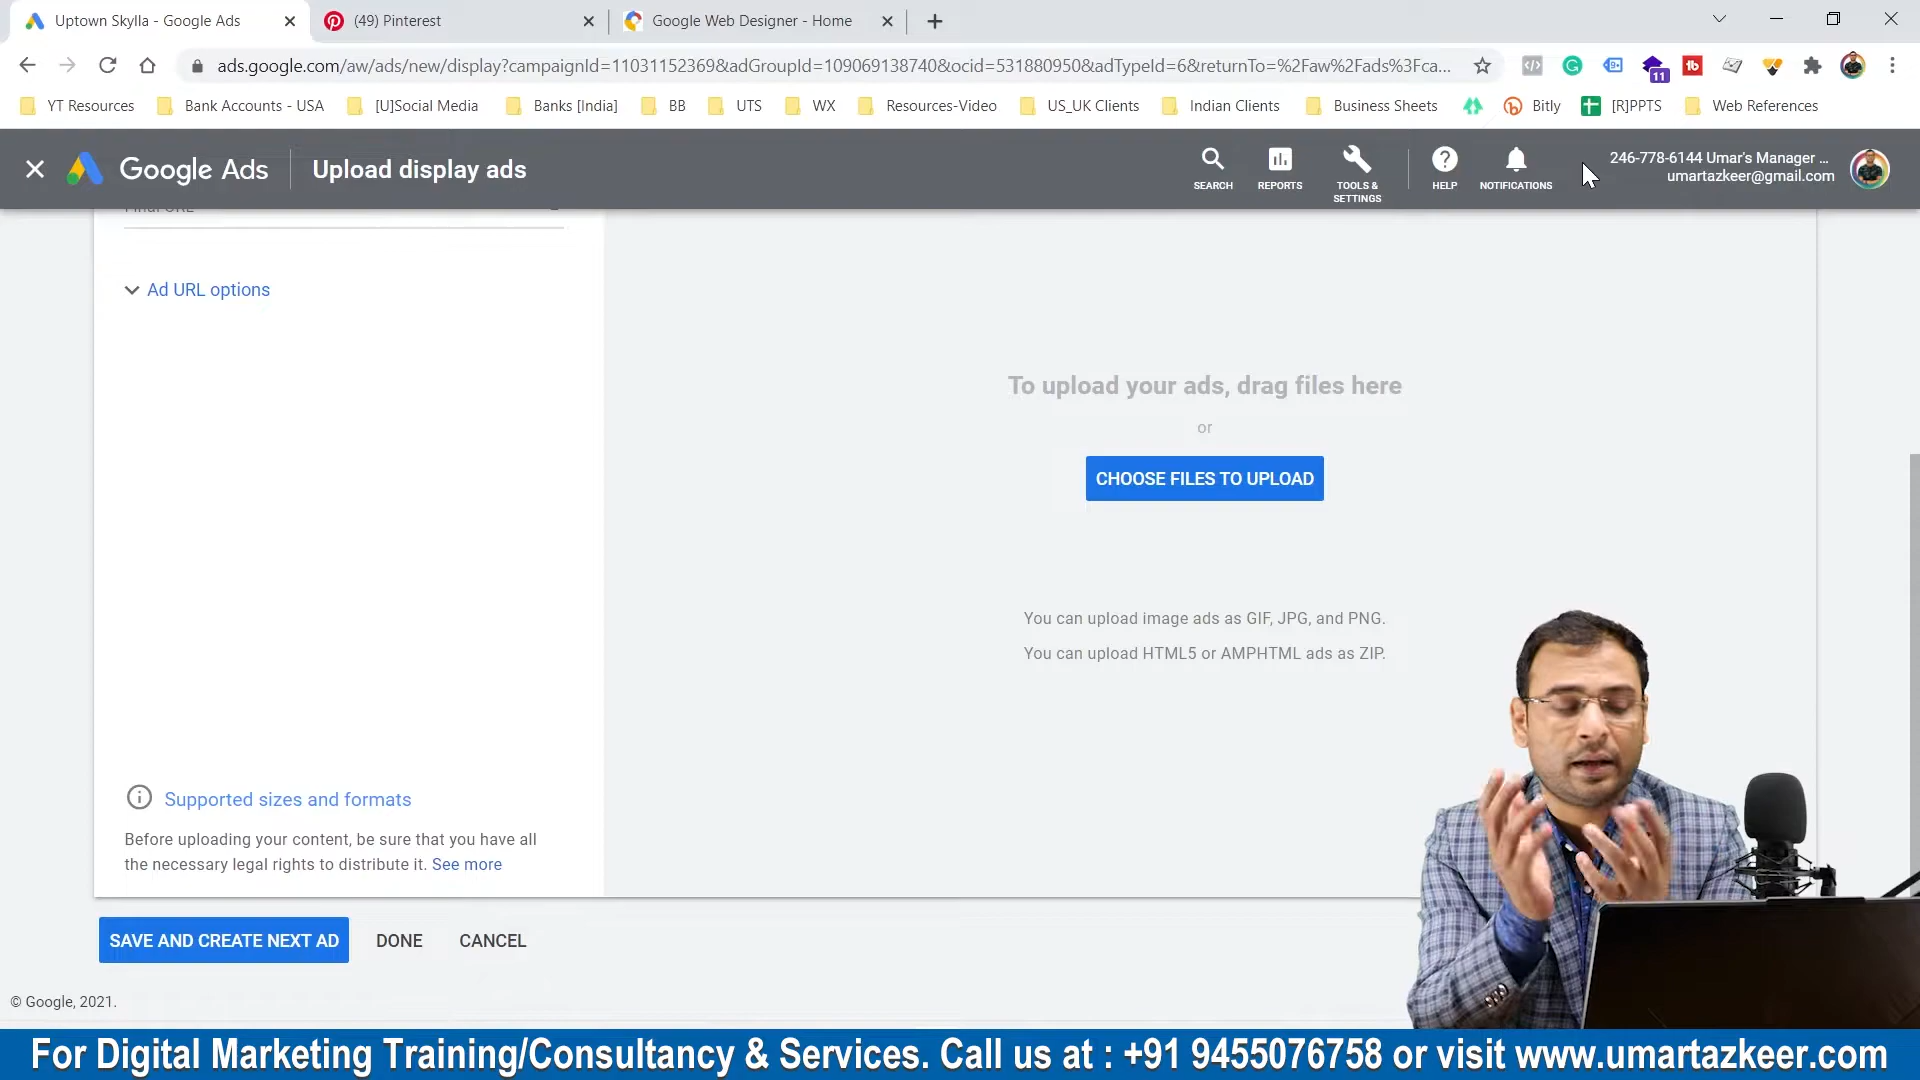 Uptown Skylla - Google Ads
(49) Pinterest
Google Web Designer - Home
ads.google.com/aw/ads/new/display?campaignId=11031152369&adGroupId=109069138740&ocid=531880950&adTypeId=6&returnTo=%2Faw%2Fads%3Fca...
11
YT Resources
Bank Accounts - USA
[U]Social Media
Banks [India]
BB
UTS
WX
Resources-Video
US_UK Clients
Indian Clients
Business Sheets
Bitly
[R]PPTS
Web References
Google Ads
Upload display ads
SEARCH
REPORTS
TOOLS &
SETTINGS
HELP
NOTIFICATIONS
246-778-6144 Umar's Manager ...
umartazkeer@gmail.com
Final URL
Ad URL options
To upload your ads, drag files here
or
CHOOSE FILES TO UPLOAD
You can upload image ads as GIF, JPG, and PNG.
You can upload HTML5 or AMPHTML ads as ZIP.
Supported sizes and formats
Before uploading your content, be sure that you have all
the necessary legal rights to distribute it. See more
SAVE AND CREATE NEXT AD
DONE
CANCEL
© Google, 2021.
For Digital Marketing Training/Consultancy & Services. Call us at : +91 9455076758 or visit www.umartazkeer.com